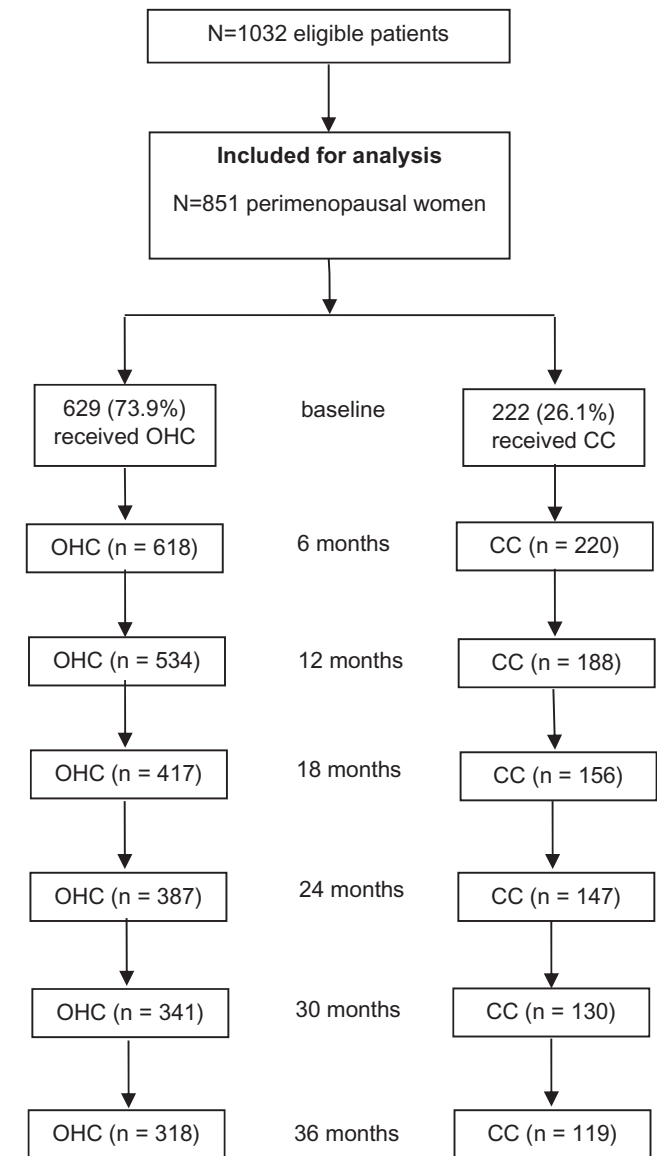 N=1032 eligible patients
Included for analysis
N=851 perimenopausal women
629 (73.9%)
received OHC
baseline
222 (26.1%)
received CC
OHC (n = 618)
6 months
CC (n = 220)
OHC (n = 534)
12 months
CC (n = 188)
OHC (n = 417)
18 months
CC (n = 156)
OHC (n = 387)
24 months
CC (n = 147)
OHC (n = 341)
30 months
CC (n = 130)
OHC (n = 318)
36 months
CC (n = 119)